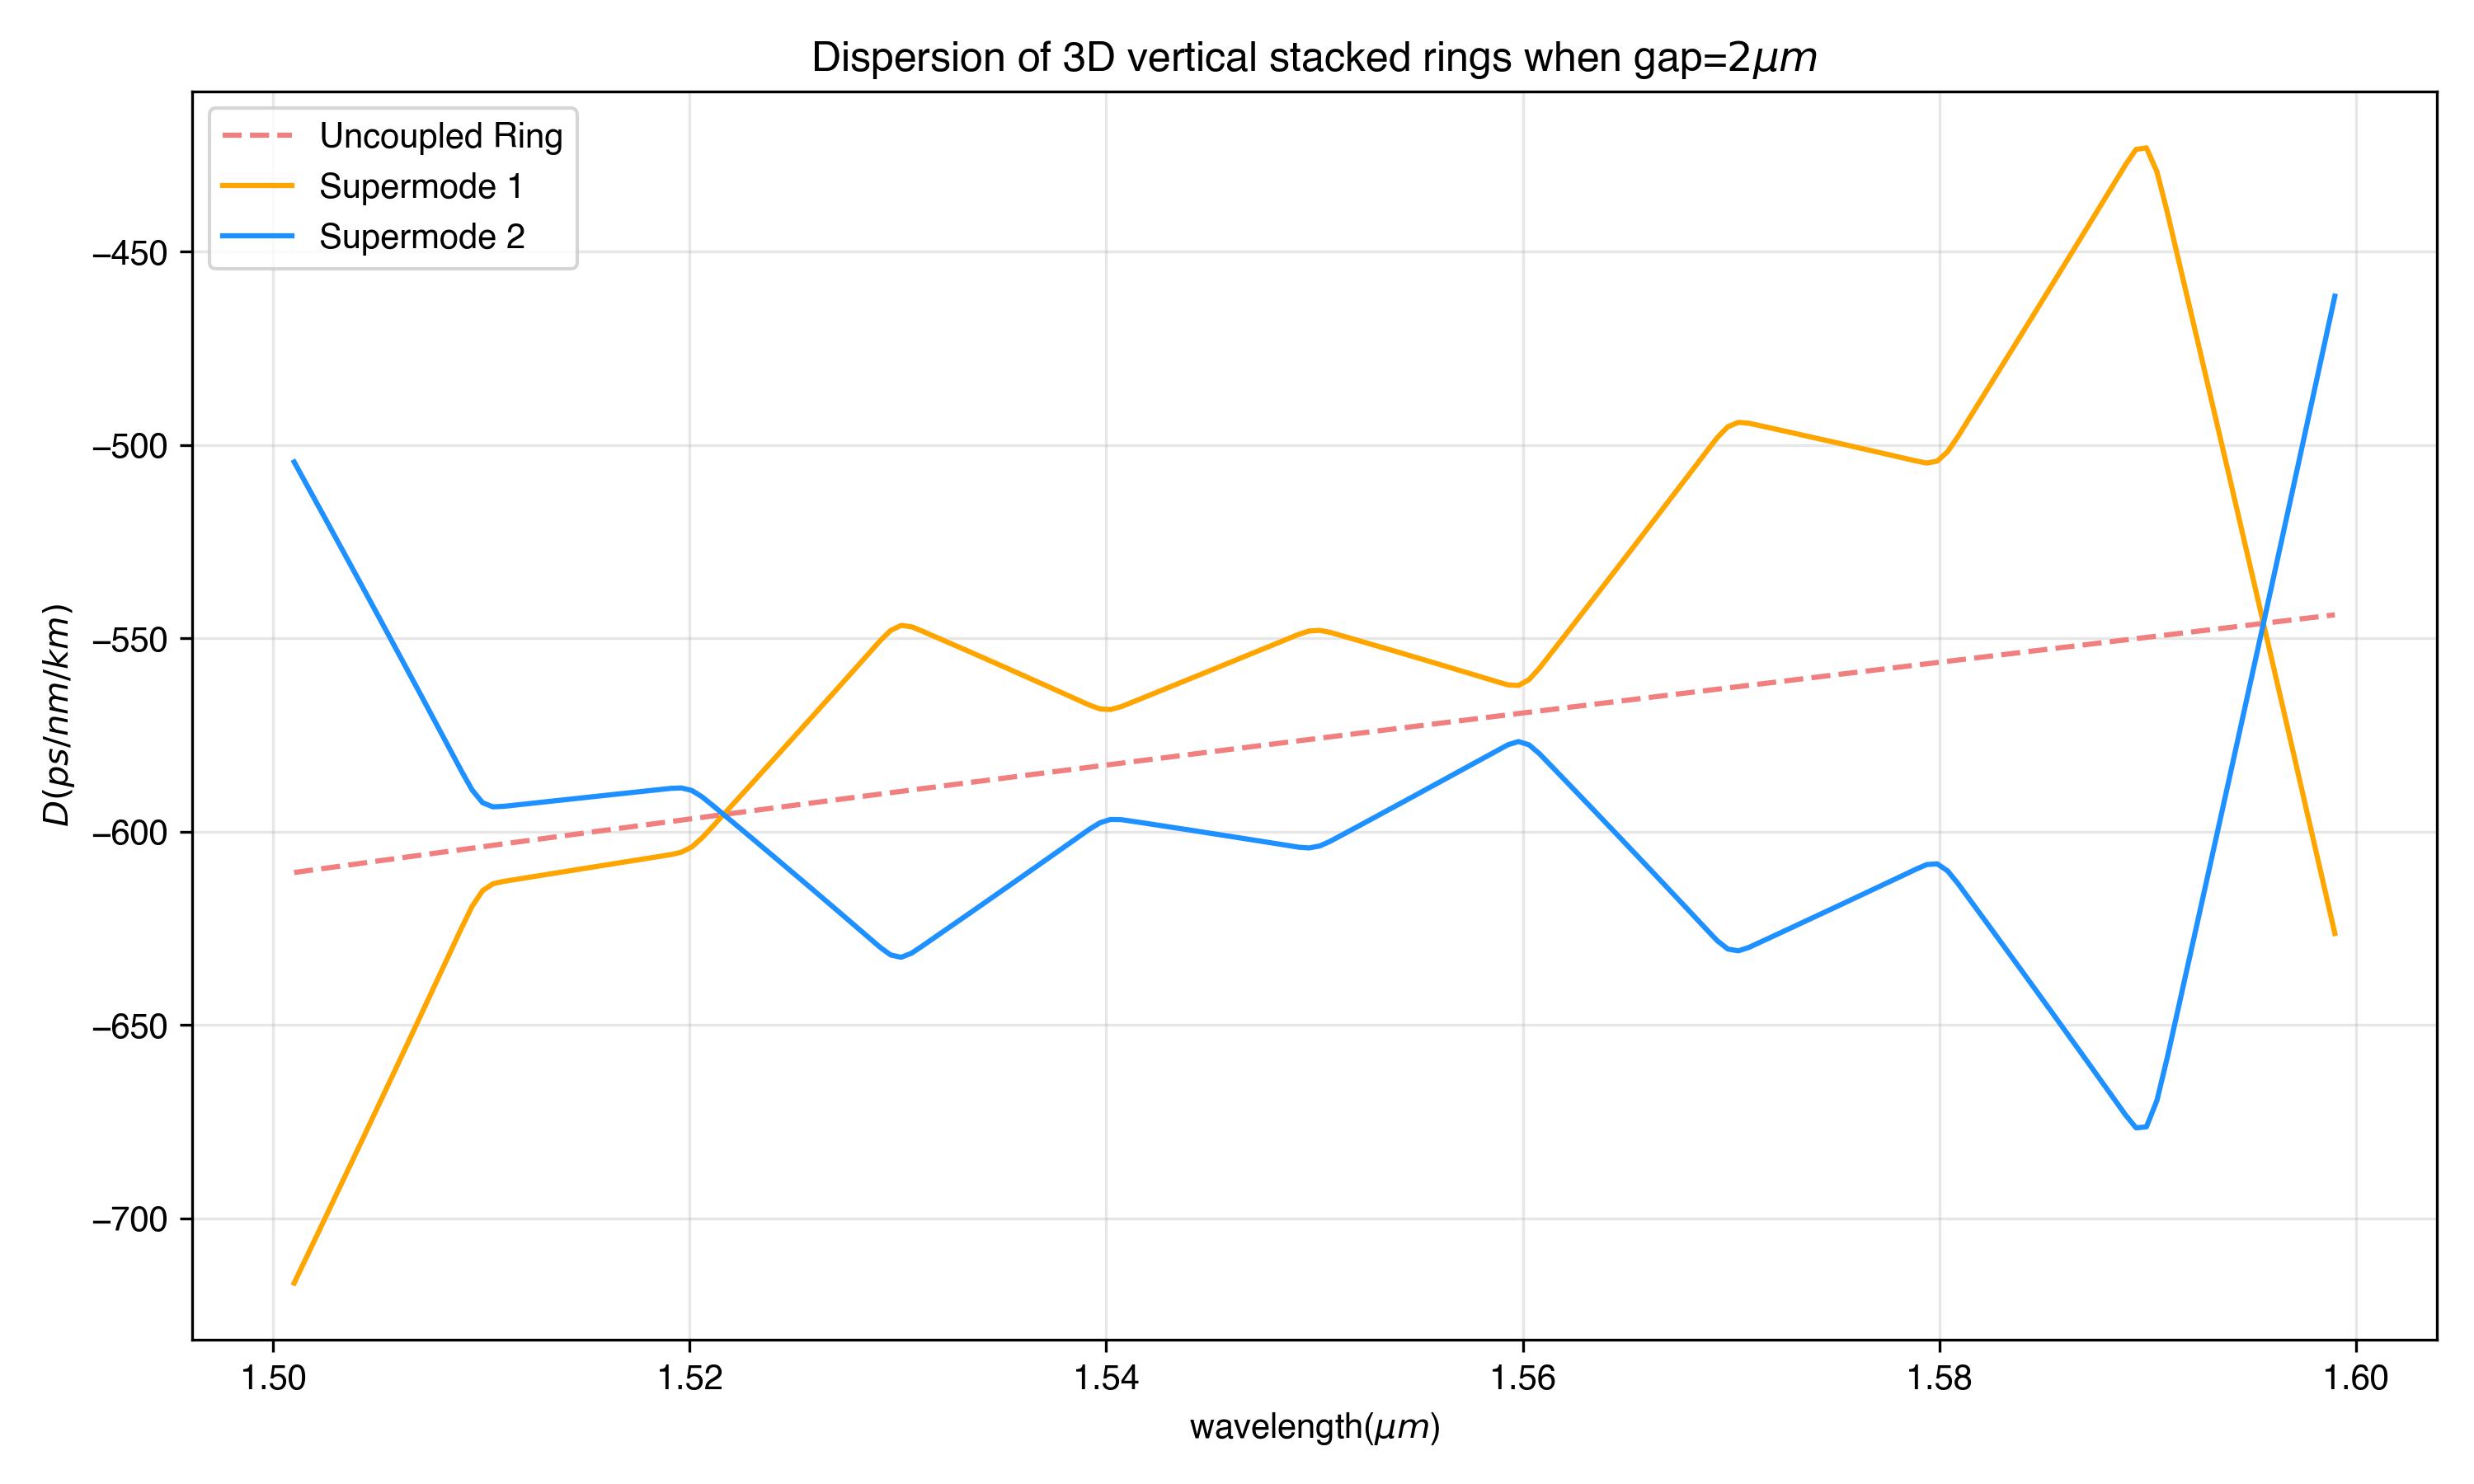 Dispersion of 3D vertical stacked rings when gap=2μm
Uncoupled Ring
Supermode 1
Supermode 2
−450
−500
−550
−600
−650
−700
D(ps/nm/km)
1.50 1.52 1.54 1.56 1.58 1.60
wavelength(μm)